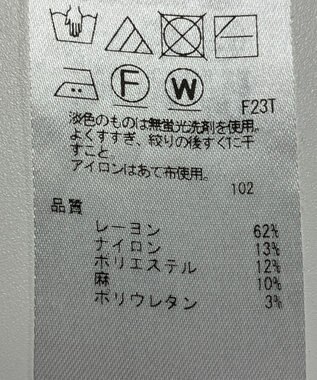 F
W
F23T
淡色のものは無蛍光洗剤を使用。
よくすすぎ、絞りの後すぐに干
すこと。
アイロンはあて布使用。
102
品質
レーヨン 62%
ナイロン 13%
ポリエステル 12%
麻 10%
ポリウレタン 3%